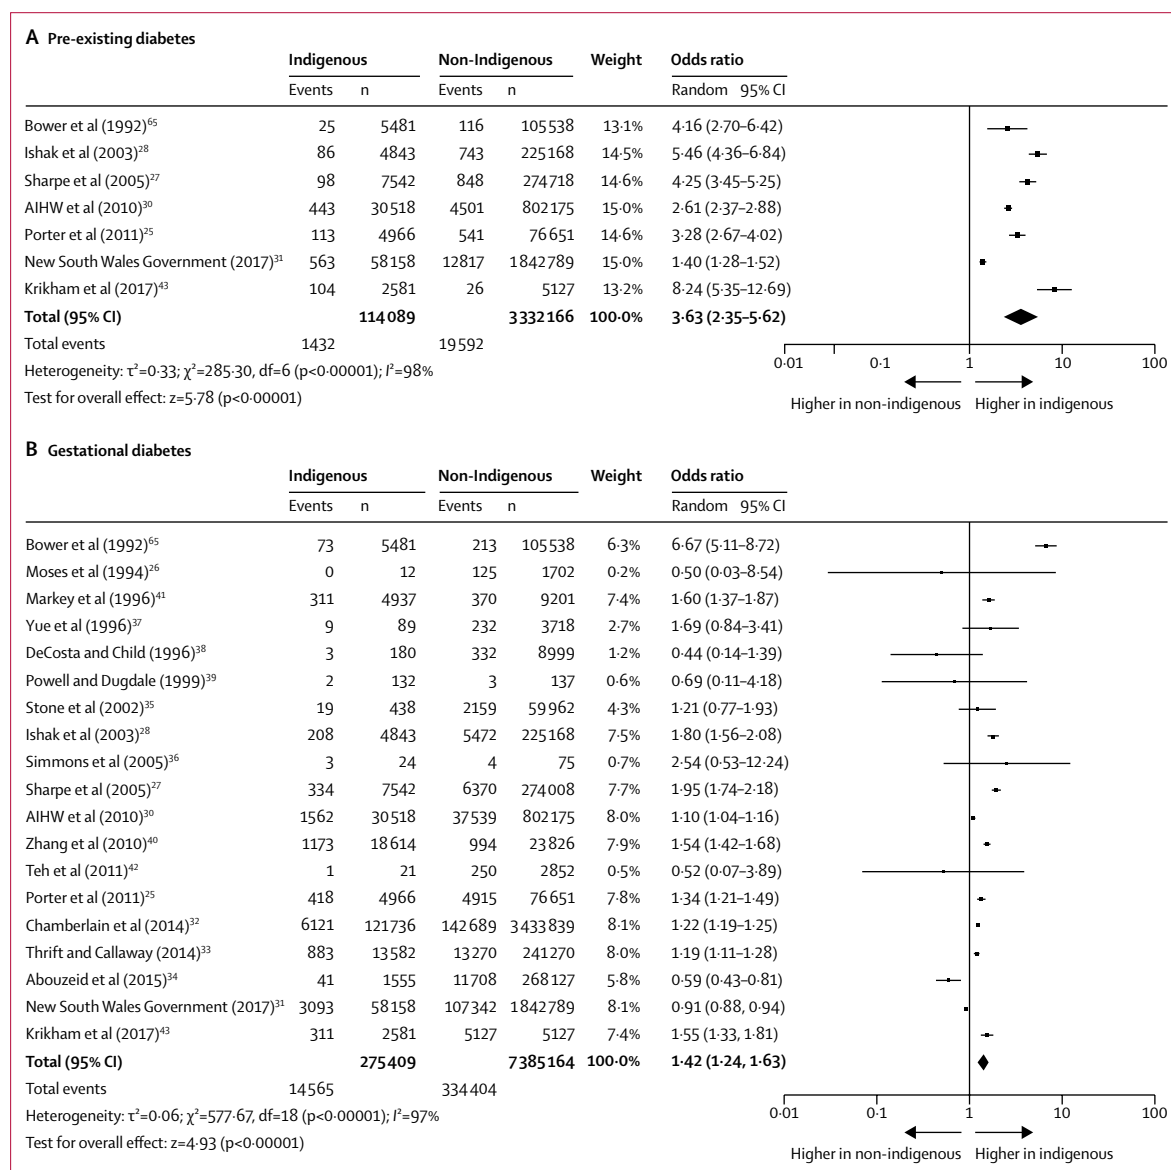 A Pre-existing diabetes
Indigenous Non-Indigenous Weight Odds ratio
Events n Events n Random 95% CI
Bower et al (1992)⁶⁵ 25 5481 116 105538 13·1% 4·16 (2·70–6·42)
Ishak et al (2003)²⁸ 86 4843 743 225168 14·5% 5·46 (4·36–6·84)
Sharpe et al (2005)²⁷ 98 7542 848 274718 14·6% 4·25 (3·45–5·25)
AIHW et al (2010)³⁰ 443 30518 4501 802175 15·0% 2·61 (2·37–2·88)
Porter et al (2011)²⁵ 113 4966 541 76651 14·6% 3·28 (2·67–4·02)
New South Wales Government (2017)³¹ 563 58158 12817 1842789 15·0% 1·40 (1·28–1·52)
Krikham et al (2017)⁴³ 104 2581 26 5127 13·2% 8·24 (5·35–12·69)
Total (95% CI) 114089 3332166 100·0% 3·63 (2·35–5·62)
Total events 1432 19592
0·01 0·1 1 10 100
Heterogeneity: τ²=0·33; χ²=285·30, df=6 (p<0·00001); I²=98%
Test for overall effect: z=5·78 (p<0·00001)
Higher in non-indigenous Higher in indigenous
B Gestational diabetes
Indigenous Non-Indigenous Weight Odds ratio
Events n Events n Random 95% CI
Bower et al (1992)⁶⁵ 73 5481 213 105538 6·3% 6·67 (5·11–8·72)
Moses et al (1994)²⁶ 0 12 125 1702 0·2% 0·50 (0·03–8·54)
Markey et al (1996)⁴¹ 311 4937 370 9201 7·4% 1·60 (1·37–1·87)
Yue et al (1996)³⁷ 9 89 232 3718 2·7% 1·69 (0·84–3·41)
DeCosta and Child (1996)³⁸ 3 180 332 8999 1·2% 0·44 (0·14–1·39)
Powell and Dugdale (1999)³⁹ 2 132 3 137 0·6% 0·69 (0·11–4·18)
Stone et al (2002)³⁵ 19 438 2159 59962 4·3% 1·21 (0·77–1·93)
Ishak et al (2003)²⁸ 208 4843 5472 225168 7·5% 1·80 (1·56–2·08)
Simmons et al (2005)³⁶ 3 24 4 75 0·7% 2·54 (0·53–12·24)
Sharpe et al (2005)²⁷ 334 7542 6370 274008 7·7% 1·95 (1·74–2·18)
AIHW et al (2010)³⁰ 1562 30518 37539 802175 8·0% 1·10 (1·04–1·16)
Zhang et al (2010)⁴⁰ 1173 18614 994 23826 7·9% 1·54 (1·42–1·68)
Teh et al (2011)⁴² 1 21 250 2852 0·5% 0·52 (0·07–3·89)
Porter et al (2011)²⁵ 418 4966 4915 76651 7·8% 1·34 (1·21–1·49)
Chamberlain et al (2014)³² 6121 121736 142689 3433839 8·1% 1·22 (1·19–1·25)
Thrift and Callaway (2014)³³ 883 13582 13270 241270 8·0% 1·19 (1·11–1·28)
Abouzeid et al (2015)³⁴ 41 1555 11708 268127 5·8% 0·59 (0·43–0·81)
New South Wales Government (2017)³¹ 3093 58158 107342 1842789 8·1% 0·91 (0·88, 0·94)
Krikham et al (2017)⁴³ 311 2581 5127 5127 7·4% 1·55 (1·33, 1·81)
Total (95% CI) 275409 7385164 100·0% 1·42 (1·24, 1·63)
Total events 14565 334404
0·01 0·1 1 10 100
Heterogeneity: τ²=0·06; χ²=577·67, df=18 (p<0·00001); I²=97%
Test for overall effect: z=4·93 (p<0·00001)
Higher in non-indigenous Higher in indigenous